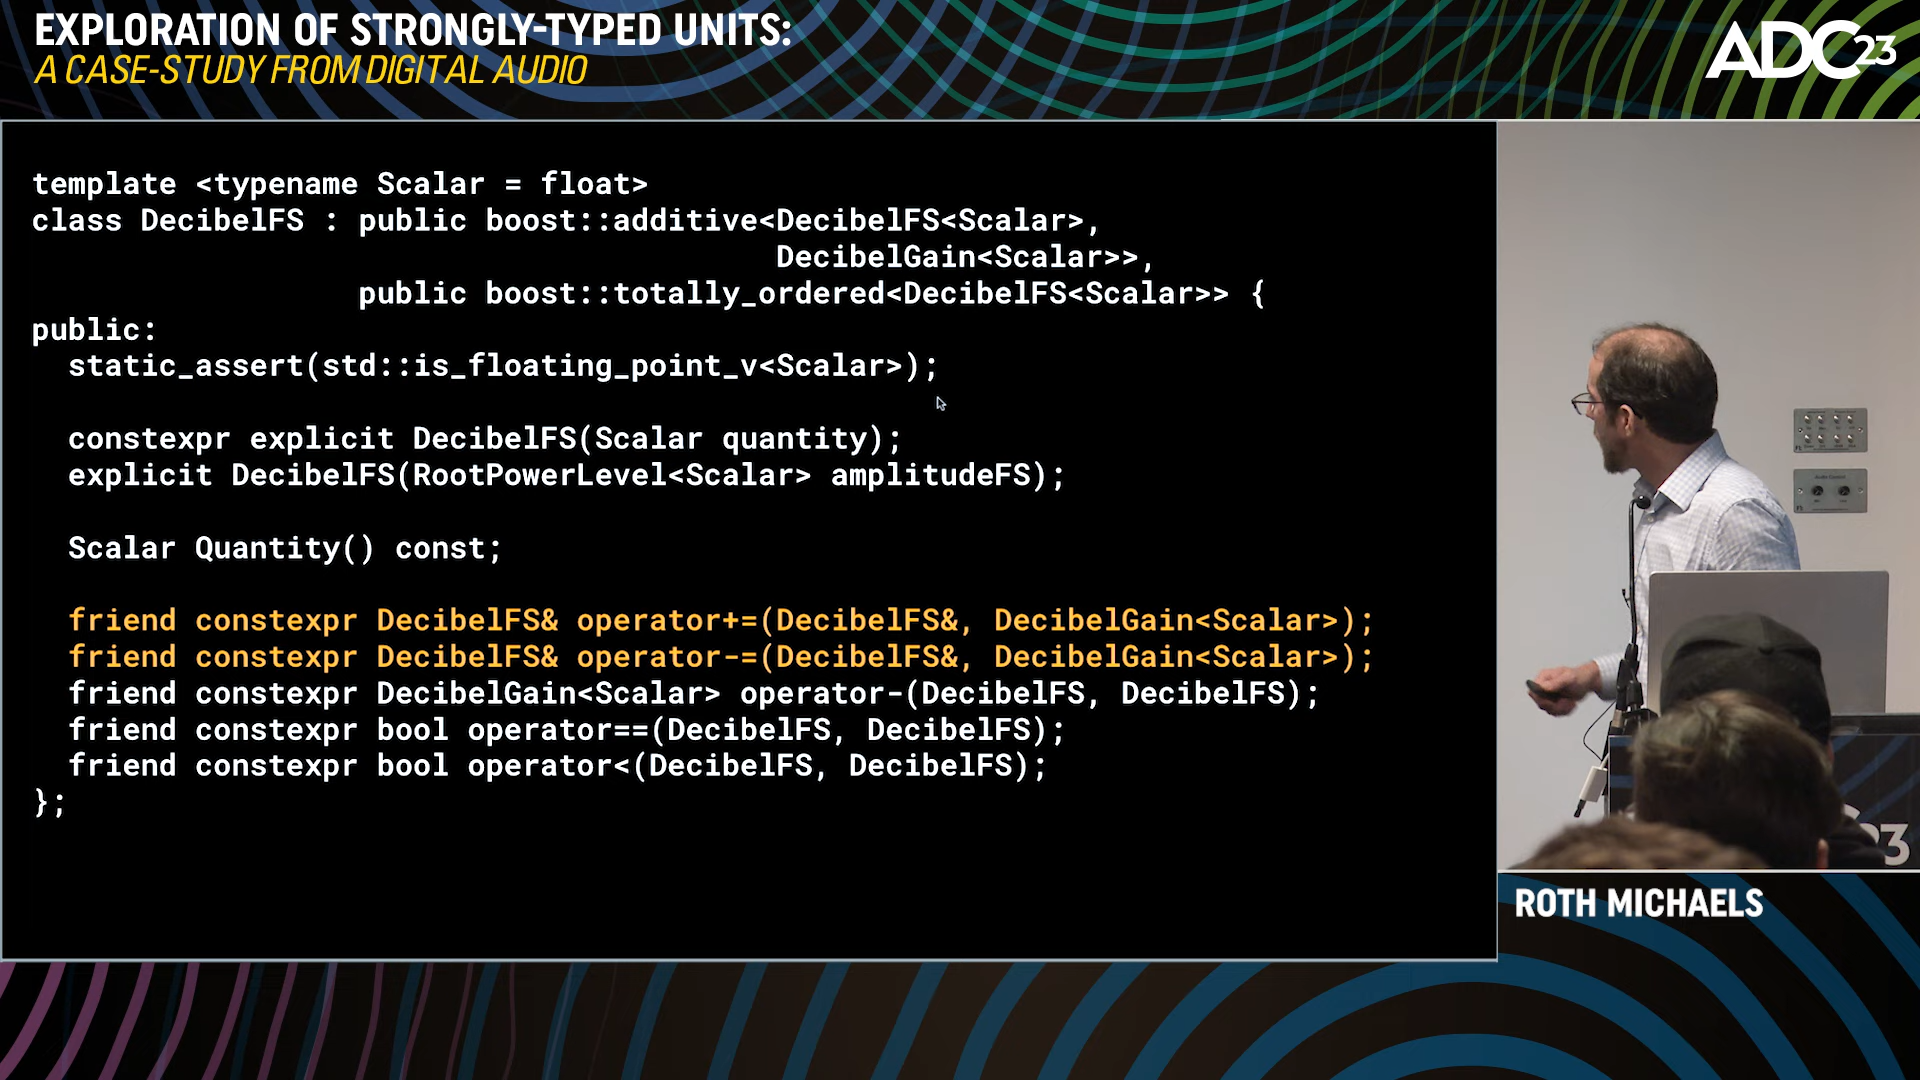 EXPLORATION OF STRONGLY-TYPED UNITS:
A CASE-STUDY FROM DIGITAL AUDIO
ADC23
template <typename Scalar = float>
class DecibelFS : public boost::additive<DecibelFS<Scalar>,
                                         DecibelGain<Scalar>>,
                  public boost::totally_ordered<DecibelFS<Scalar>> {
public:
  static_assert(std::is_floating_point_v<Scalar>);
  constexpr explicit DecibelFS(Scalar quantity);
  explicit DecibelFS(RootPowerLevel<Scalar> amplitudeFS);
  Scalar Quantity() const;
  friend constexpr DecibelFS& operator+=(DecibelFS&, DecibelGain<Scalar>);
  friend constexpr DecibelFS& operator-=(DecibelFS&, DecibelGain<Scalar>);
  friend constexpr DecibelGain<Scalar> operator-(DecibelFS, DecibelFS);
  friend constexpr bool operator==(DecibelFS, DecibelFS);
  friend constexpr bool operator<(DecibelFS, DecibelFS);
};
23
ROTH MICHAELS